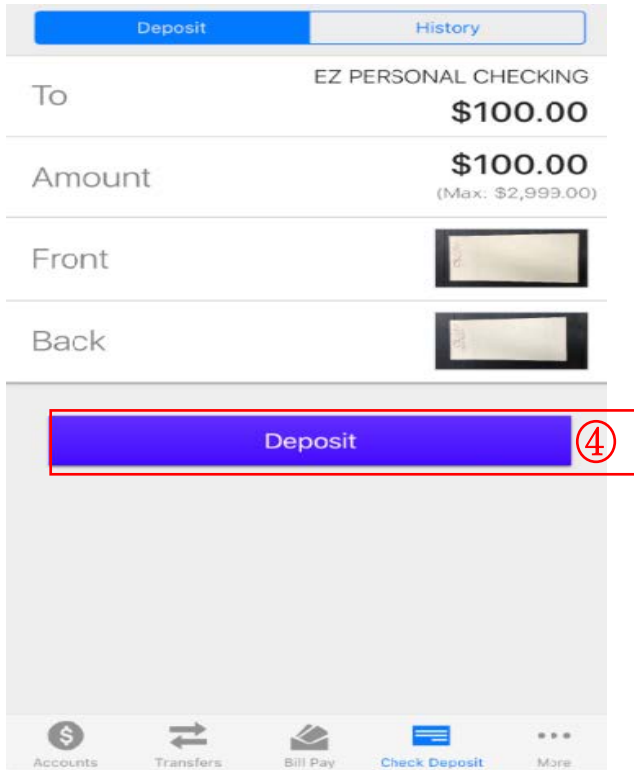 Deposit History
To EZ PERSONAL CHECKING
$100.00
Amount $100.00
(Max: $2,999.00)
Front
Back
Deposit ④
Accounts Transfers Bill Pay Check Deposit More